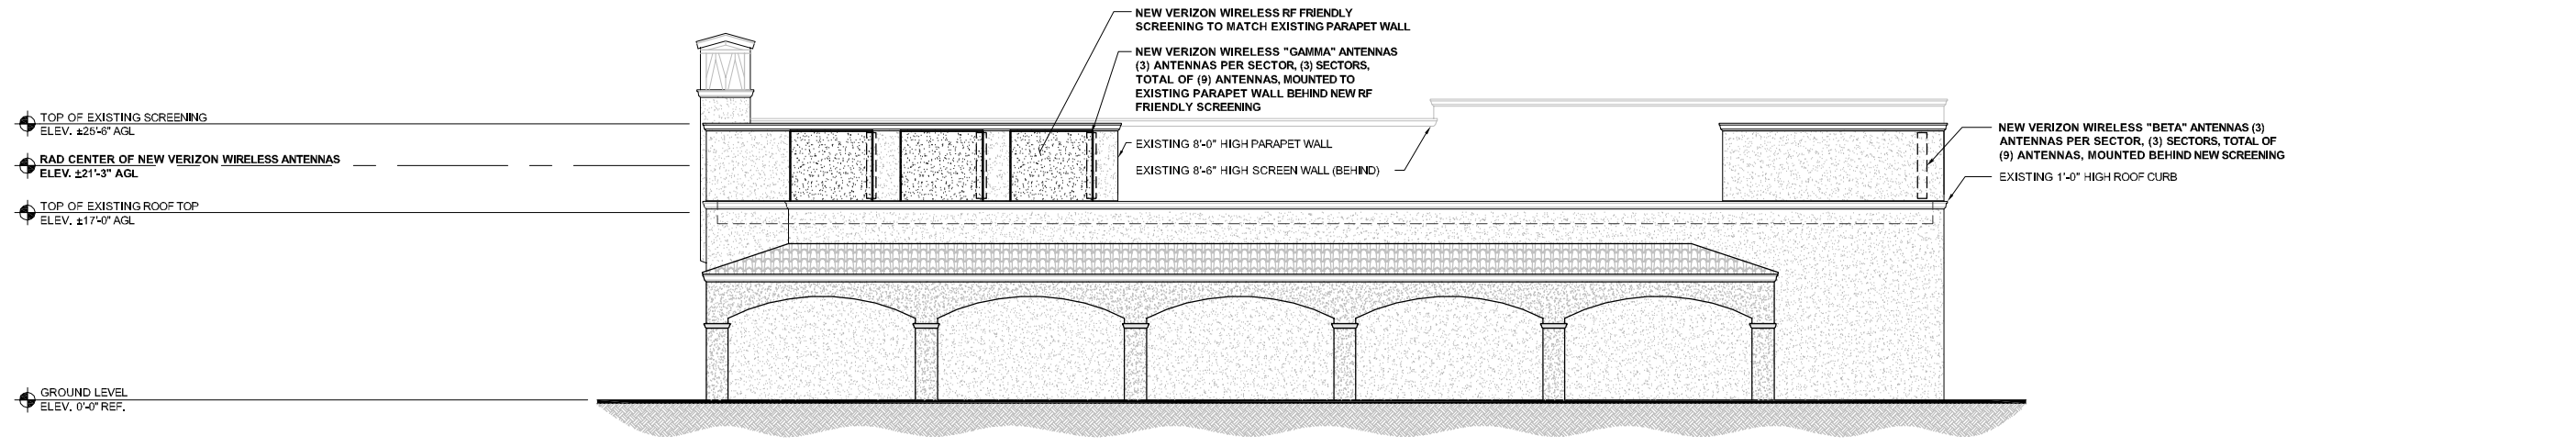 NEW VERIZON WIRELESS RF FRIENDLY
SCREENING TO MATCH EXISTING PARAPET WALL
NEW VERIZON WIRELESS "GAMMA" ANTENNAS
(3) ANTENNAS PER SECTOR, (3) SECTORS,
TOTAL OF (9) ANTENNAS, MOUNTED TO
EXISTING PARAPET WALL BEHIND NEW RF
FRIENDLY SCREENING
TOP OF EXISTING SCREENING
ELEV. ±25'-6" AGL
RAD CENTER OF NEW VERIZON WIRELESS ANTENNAS
ELEV. ±21'-3" AGL
TOP OF EXISTING ROOF TOP
ELEV. ±17'-0" AGL
GROUND LEVEL
ELEV. 0'-0" REF.
EXISTING 8'-0" HIGH PARAPET WALL
EXISTING 8'-6" HIGH SCREEN WALL (BEHIND)
NEW VERIZON WIRELESS "BETA" ANTENNAS (3)
ANTENNAS PER SECTOR, (3) SECTORS, TOTAL OF
(9) ANTENNAS, MOUNTED BEHIND NEW SCREENING
EXISTING 1'-0" HIGH ROOF CURB